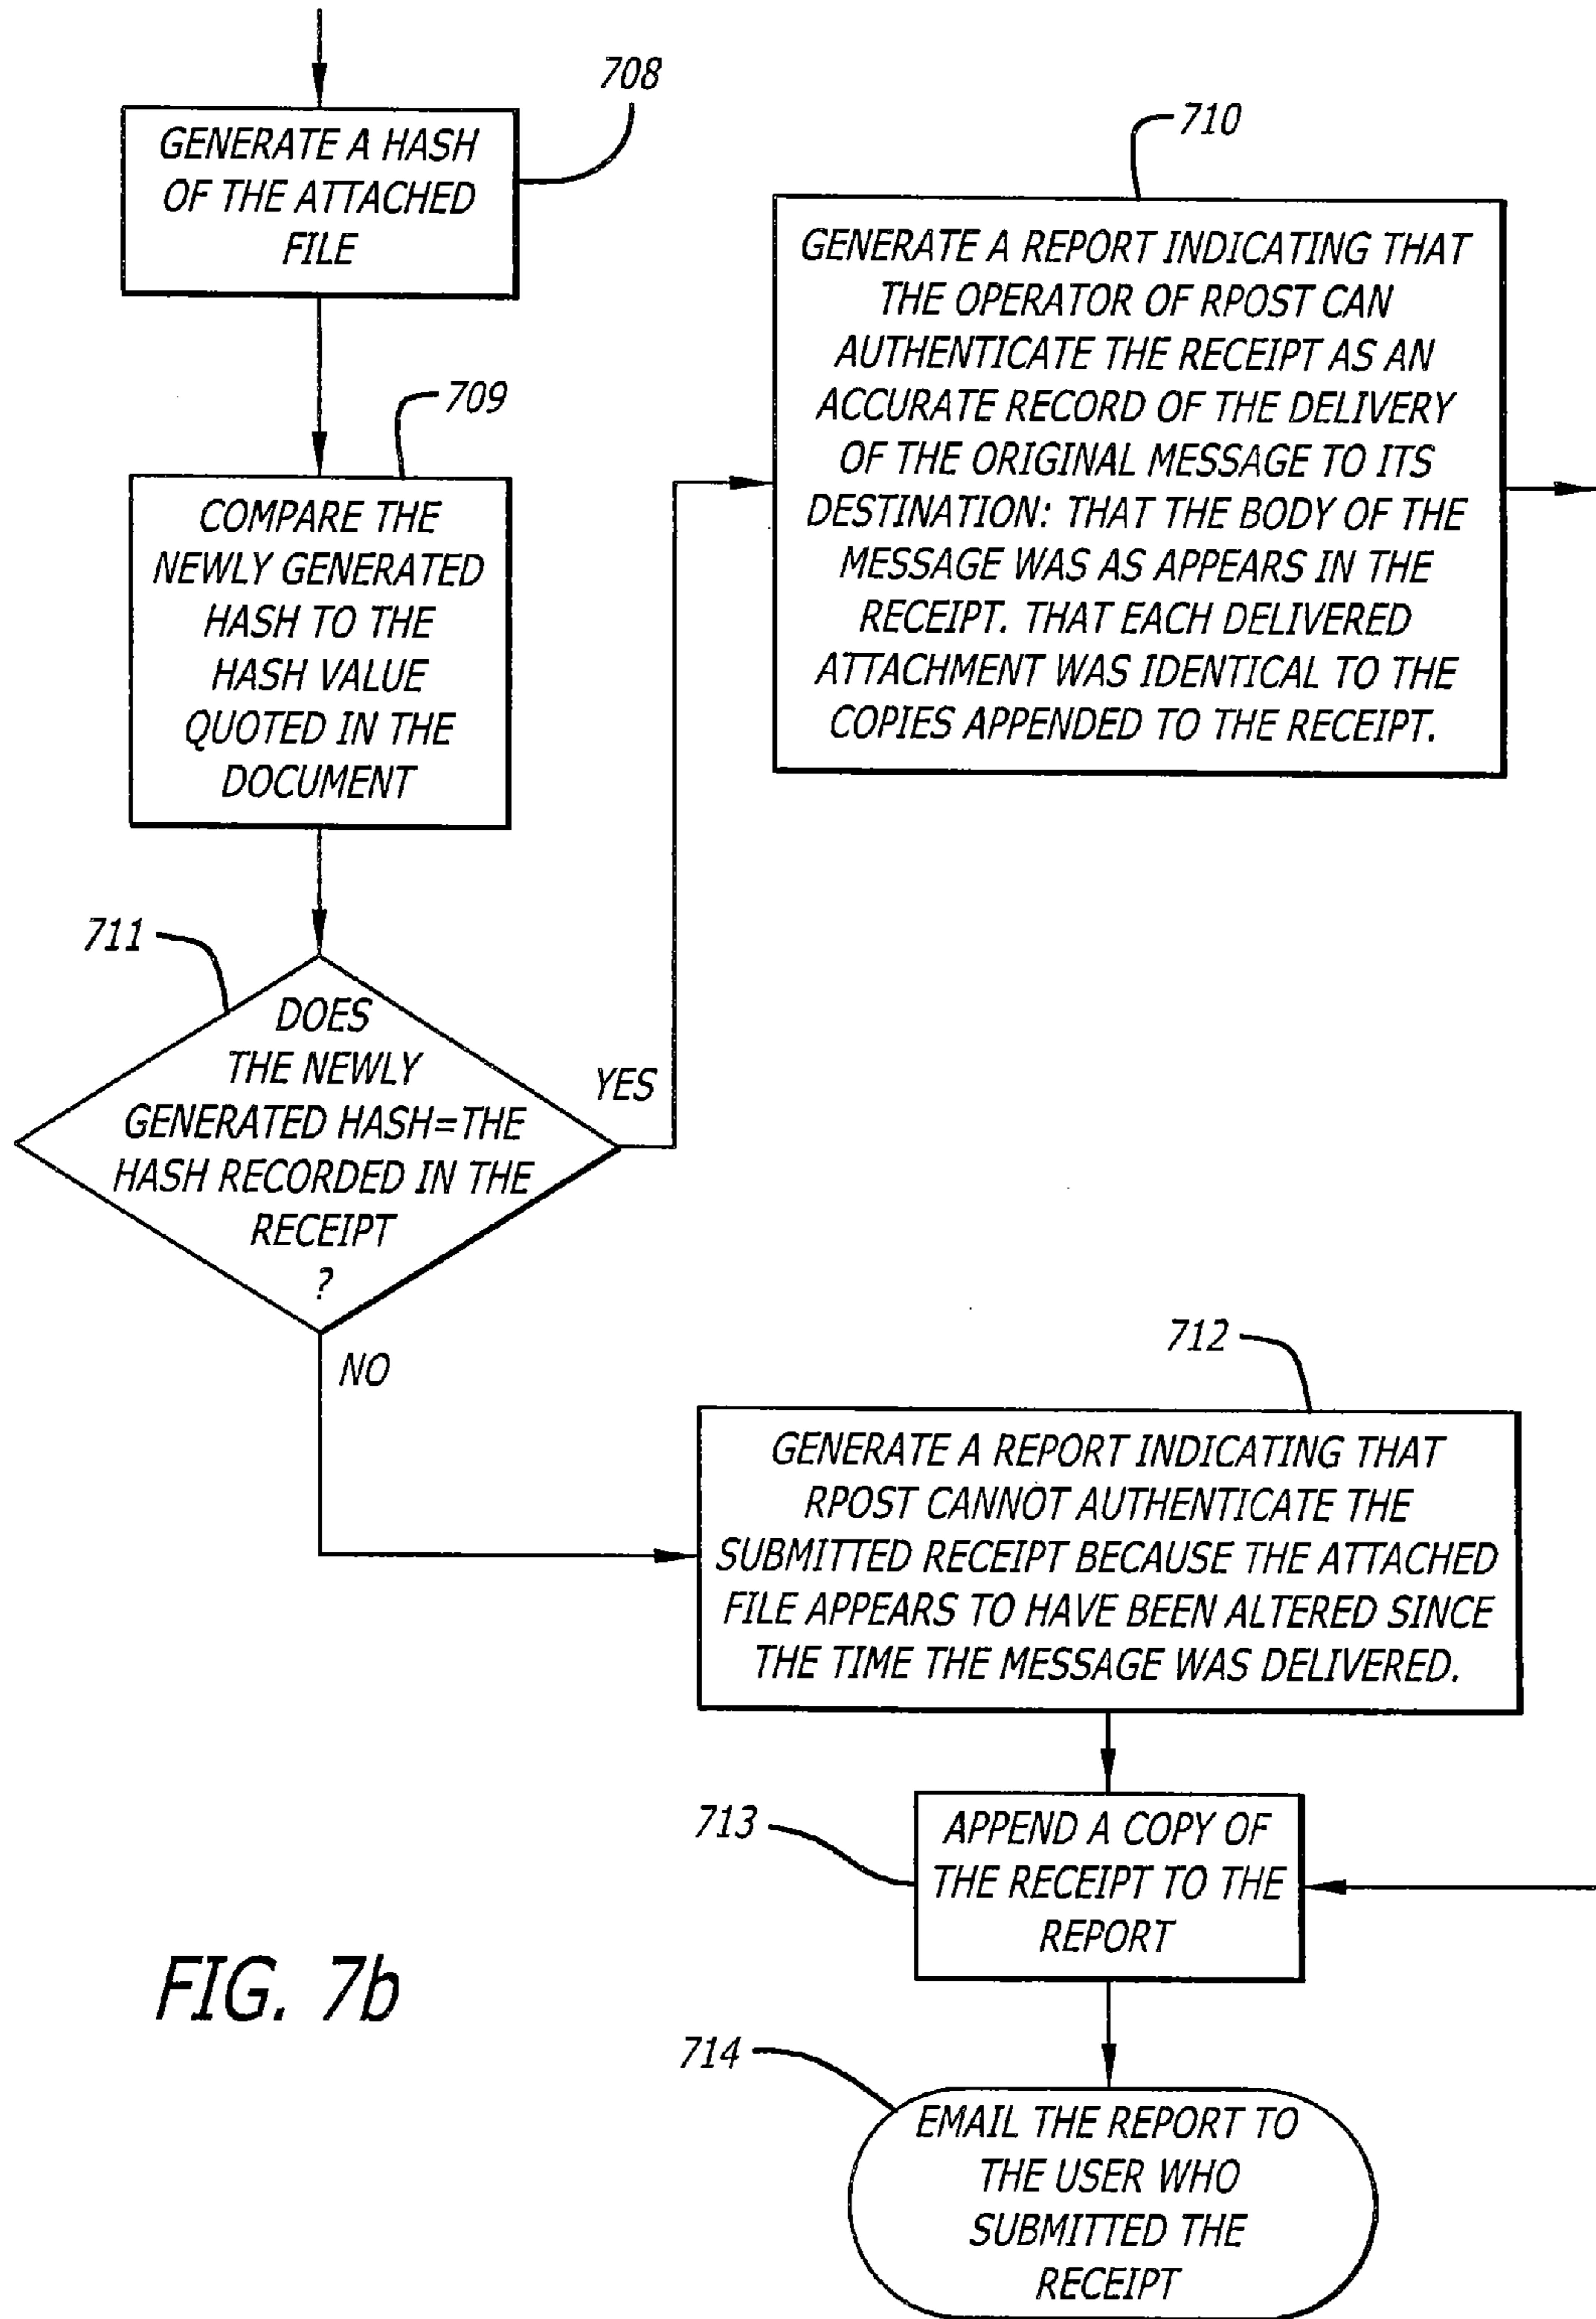 708
GENERATE A HASH
OF THE ATTACHED
FILE
710
GENERATE A REPORT INDICATING THAT
THE OPERATOR OF RPOST CAN
AUTHENTICATE THE RECEIPT AS AN
ACCURATE RECORD OF THE DELIVERY
OF THE ORIGINAL MESSAGE TO ITS
DESTINATION: THAT THE BODY OF THE
MESSAGE WAS AS APPEARS IN THE
RECEIPT. THAT EACH DELIVERED
ATTACHMENT WAS IDENTICAL TO THE
COPIES APPENDED TO THE RECEIPT.
709
COMPARE THE
NEWLY GENERATED
HASH TO THE
HASH VALUE
QUOTED IN THE
DOCUMENT
711
DOES
THE NEWLY
GENERATED HASH=THE
HASH RECORDED IN THE
RECEIPT
?
YES
NO
712
GENERATE A REPORT INDICATING THAT
RPOST CANNOT AUTHENTICATE THE
SUBMITTED RECEIPT BECAUSE THE ATTACHED
FILE APPEARS TO HAVE BEEN ALTERED SINCE
THE TIME THE MESSAGE WAS DELIVERED.
713
APPEND A COPY OF
THE RECEIPT TO THE
REPORT
714
EMAIL THE REPORT TO
THE USER WHO
SUBMITTED THE
RECEIPT
FIG. 7b